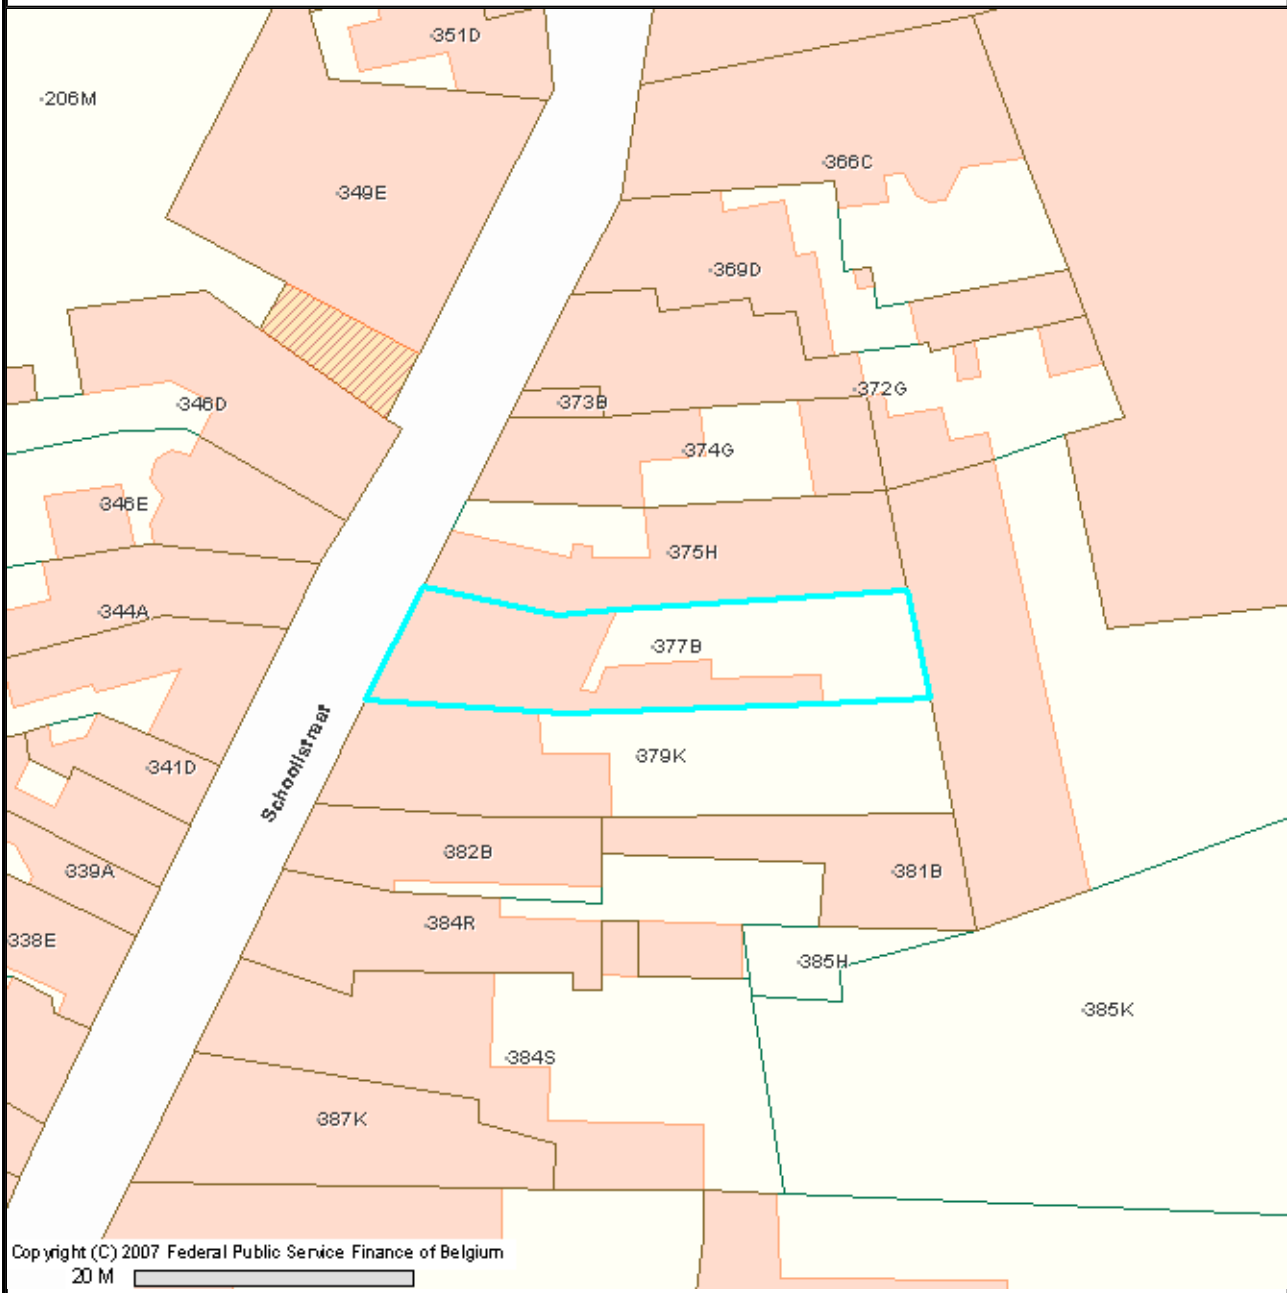 351D
206M
366C
349E
369D
372G
373B
346D
374G
346E
375H
344A
377B
Schoolstraat
379K
341D
382B
339A
381B
384R
338E
385H
385K
384S
387K
Copyright (C) 2007 Federal Public Service Finance of Belgium
20 M